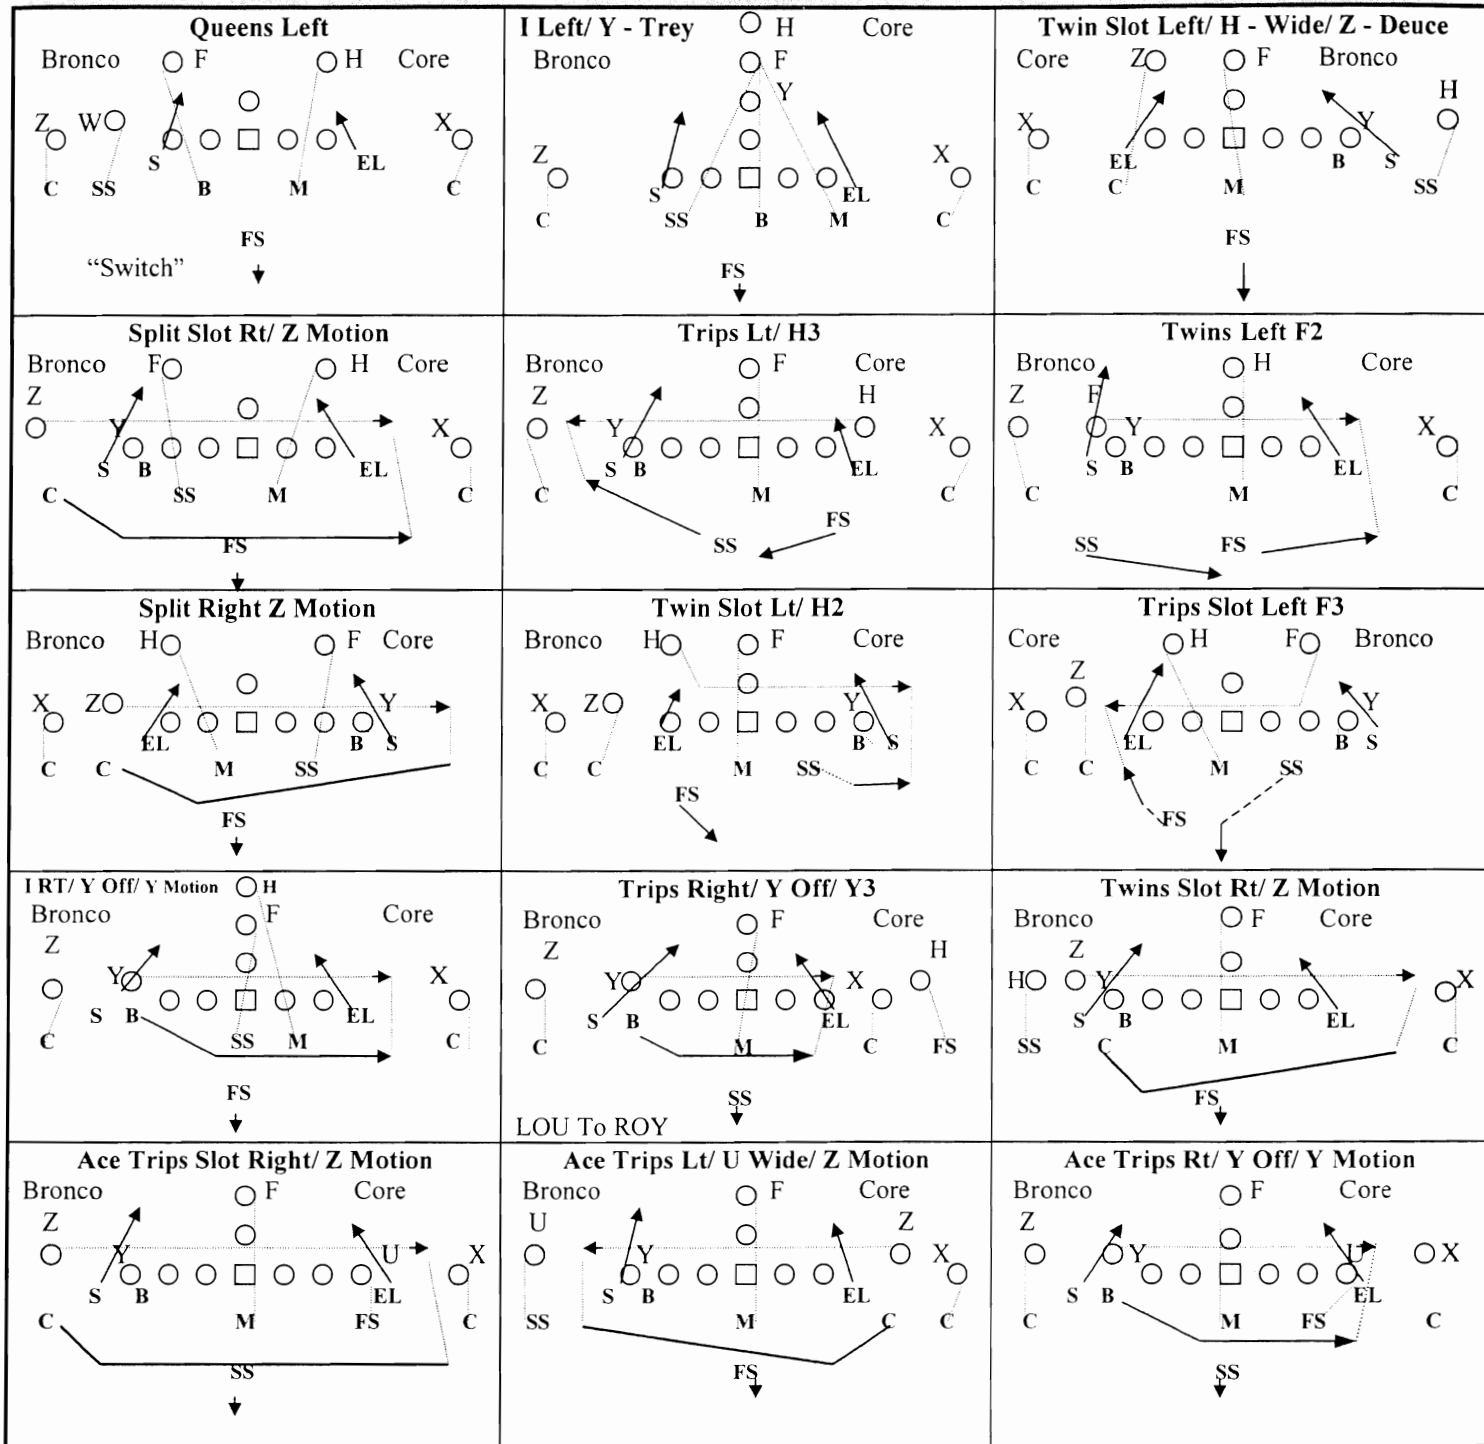 Queens Left
Bronco F H Core
Z W X
S EL
C SS B M C
FS
“Switch”
I Left/ Y - Trey H Core
Bronco F
Y
Z X
S EL
C SS B M C
FS
Twin Slot Left/ H - Wide/ Z - Deuce
Core Z F Bronco
H
X Y
EL B S
C C M SS
FS
Split Slot Rt/ Z Motion
Bronco F H Core
Z
Y X
S B EL
C SS M C
FS
Trips Lt/ H3
Bronco F Core
Z H
Y X
S B EL
C M C
SS FS
Twins Left F2
Bronco H Core
Z F
Y X
S B EL
C M C
SS FS
Split Right Z Motion
Bronco H F Core
X Z Y
EL B S
C C M SS
FS
Twin Slot Lt/ H2
Bronco H F Core
X Z Y
EL B S
C C M SS
FS
Trips Slot Left F3
Core H F Bronco
Z
X Y
EL B S
C C M SS
FS
I RT/ Y Off/ Y Motion H
Bronco F Core
Z
Y X
S B EL
C SS M C
FS
Trips Right/ Y Off/ Y3
Bronco F Core
Z H
Y X
S B EL
C M C FS
SS
LOU To ROY
Twins Slot Rt/ Z Motion
Bronco F Core
Z
H Y X
S B EL
SS C M C
FS
Ace Trips Slot Right/ Z Motion
Bronco F Core
Z
Y U X
S B EL
C M FS C
SS
Ace Trips Lt/ U Wide/ Z Motion
Bronco F Core
U Z
Y X
S B EL
SS M C C
FS
Ace Trips Rt/ Y Off/ Y Motion
Bronco F Core
Z
Y U X
S B EL
C M FS C
SS